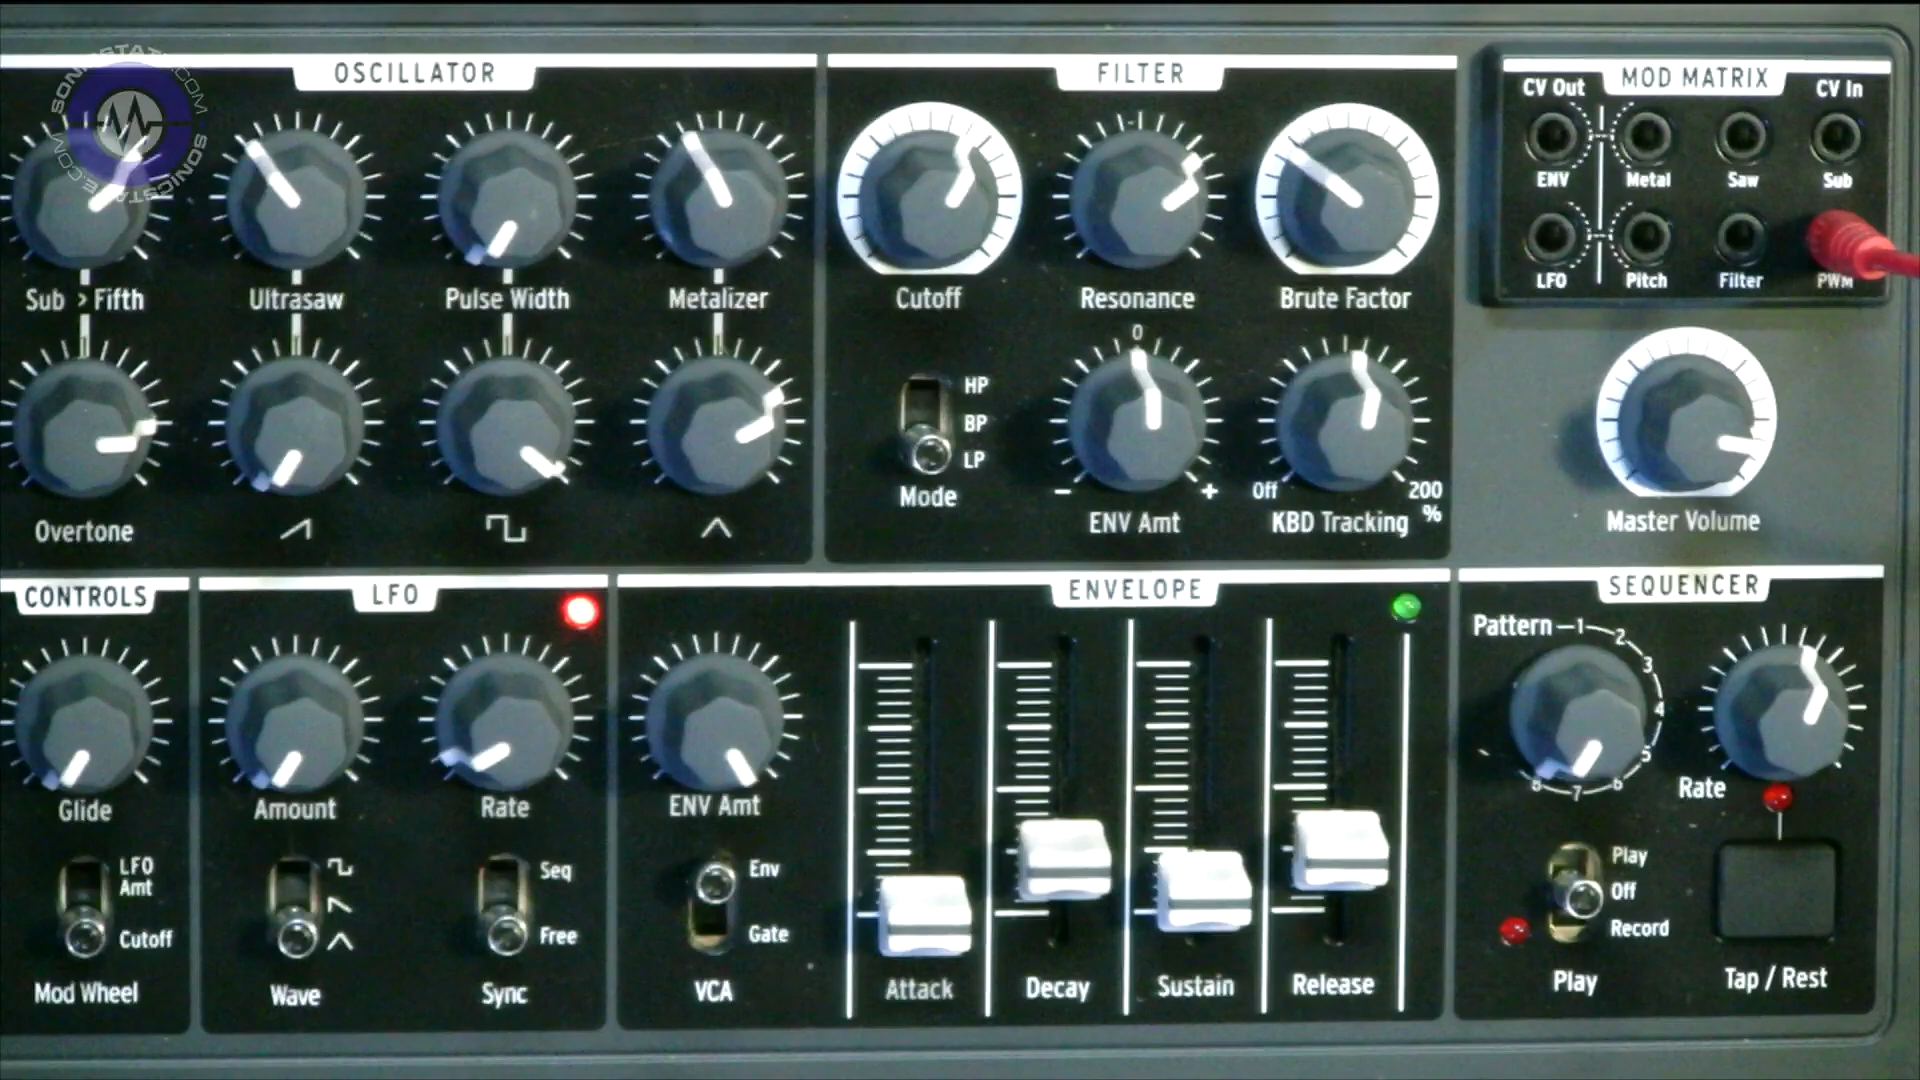 SONICSTATE.COM SONICSTATE.COM
OSCILLATOR
FILTER
MOD MATRIX
CV Out
CV In
ENV
Metal
Saw
Sub
LFO
Pitch
Filter
PWM
Sub > Fifth
Ultrasaw
Pulse Width
Metalizer
Cutoff
Resonance
Brute Factor
0
HP
BP
LP
Mode
- +
ENV Amt
Off
200
%
KBD Tracking
Master Volume
Overtone
CONTROLS
LFO
ENVELOPE
SEQUENCER
Pattern
1
2
3
4
5
6
7
8
Rate
Glide
Amount
Rate
ENV Amt
LFO
Amt
Cutoff
Mod Wheel
Wave
Seq
Free
Sync
Env
Gate
VCA
Attack
Decay
Sustain
Release
Play
Off
Record
Play
Tap / Rest